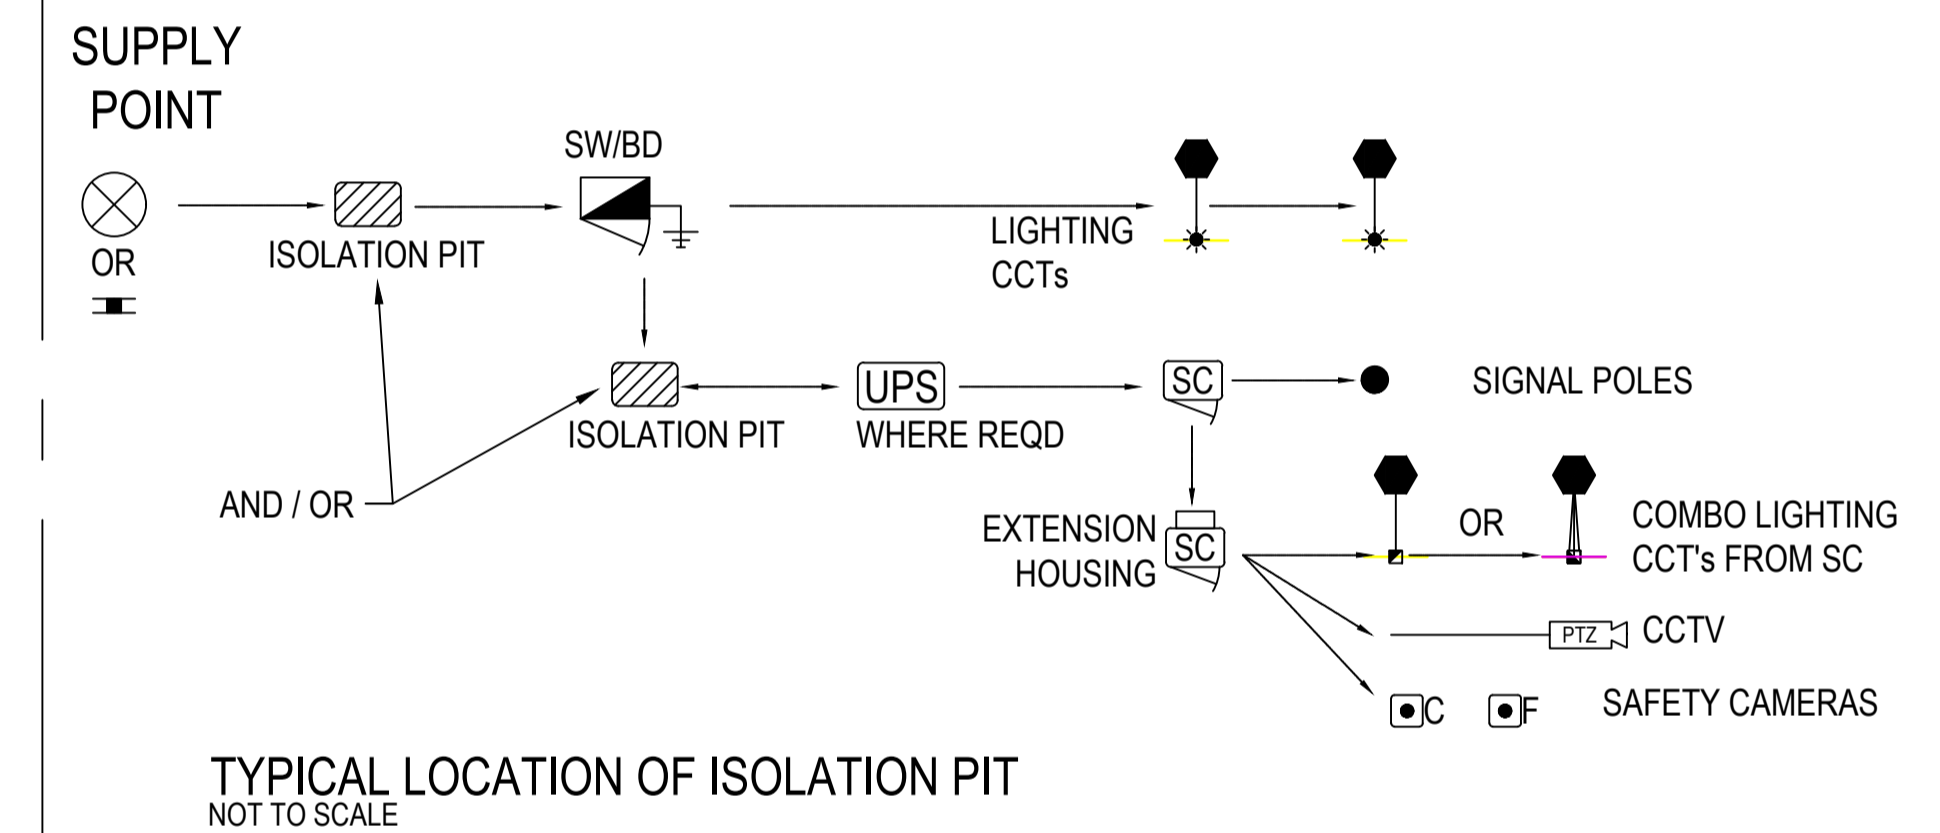 SUPPLY
POINT
SW/BD
OR
ISOLATION PIT
LIGHTING
CCTs
UPS
SC
SIGNAL POLES
ISOLATION PIT
WHERE REQD
AND / OR
EXTENSION
HOUSING
SC
OR
COMBO LIGHTING
CCT's FROM SC
PTZ
CCTV
C
F
SAFETY CAMERAS
TYPICAL LOCATION OF ISOLATION PIT
NOT TO SCALE